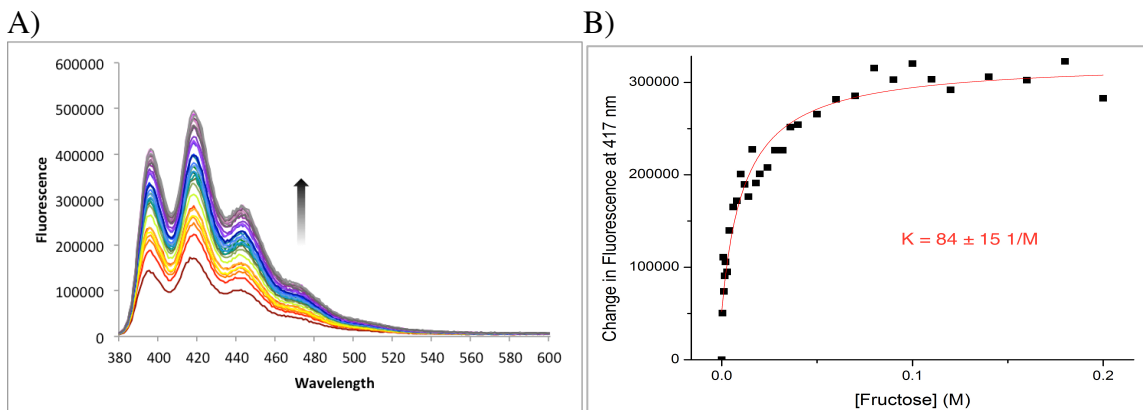 A)
600000
500000
400000
300000
200000
100000
0
Fluorescence
380 400 420 440 460 480 500 520 540 560 580 600
Wavelength
B)
300000
200000
100000
0
Change in Fluorescence at 417 nm
K = 84 ± 15 1/M
0.0 0.1 0.2
[Fructose] (M)